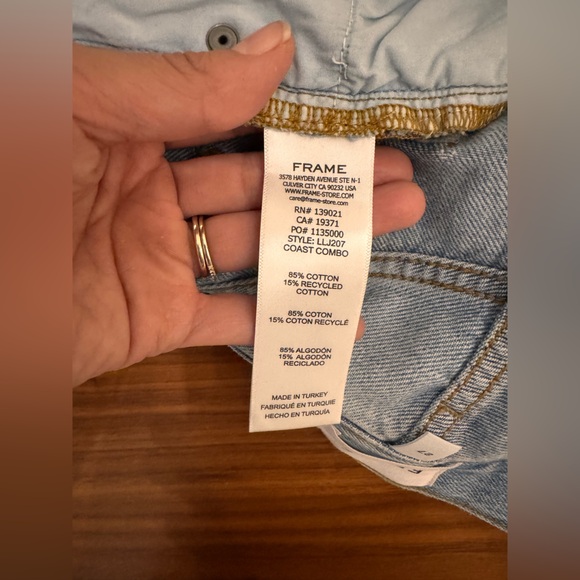 FRAME
3578 HAYDEN AVENUE STE N-1
CULVER CITY CA 90232 USA
WWW.FRAME-STORE.COM
care@frame-store.com
RN# 139021
CA# 19371
PO# 1135000
STYLE: LLJ207
COAST COMBO
85% COTTON
15% RECYCLED
COTTON
85% COTON
15% COTON RECYCLÉ
85% ALGODÓN
15% ALGODON
RECICLADO
MADE IN TURKEY
FABRIQUÉ EN TURQUIE
HECHO EN TURQUÍA